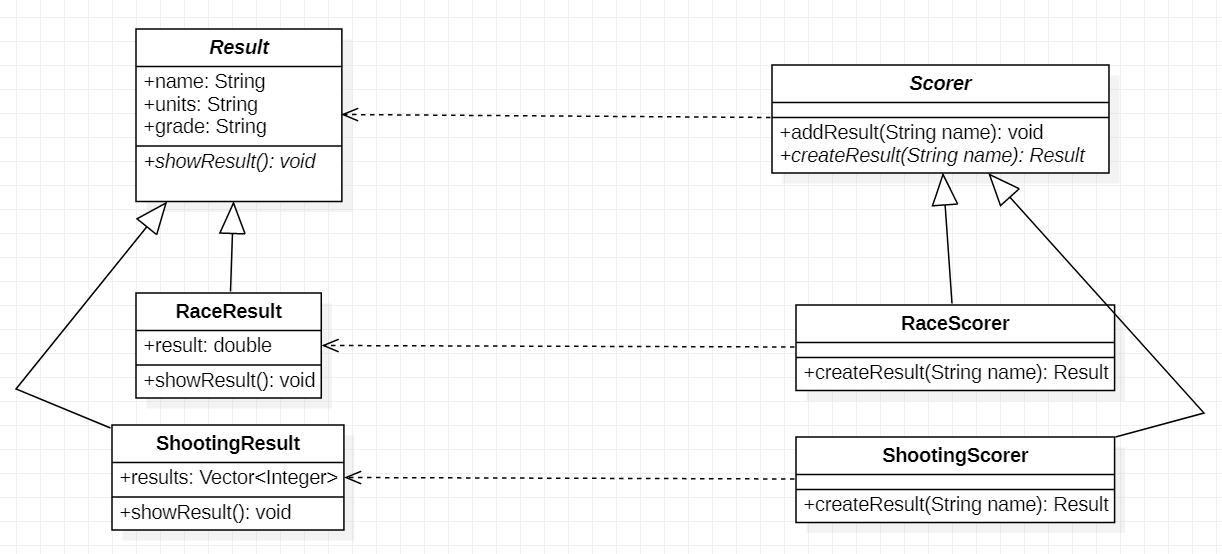 Result
+name: String
+units: String
+grade: String
+showResult(): void
Scorer
+addResult(String name): void
+createResult(String name): Result
RaceResult
+result: double
+showResult(): void
RaceScorer
+createResult(String name): Result
ShootingResult
+results: Vector<Integer>
+showResult(): void
ShootingScorer
+createResult(String name): Result